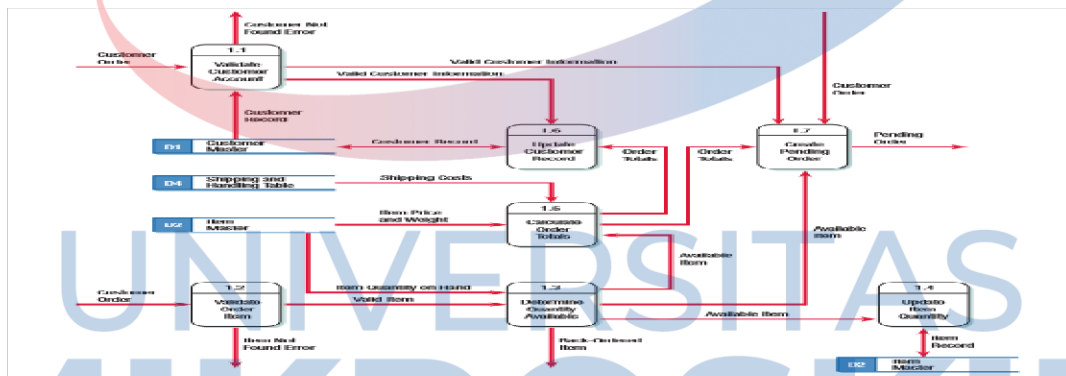 Customer Not
Found Error
1.1
Validate
Customer
Account
Customer
Order
Valid Customer Information
Valid Customer Information
Customer
Order
Customer
Record
D1 Customer
Master
Customer Record
1.6
Update
Customer
Record
Order
Totals
Order
Totals
1.7
Create
Pending
Order
Pending
Order
D4 Shipping and
Handling Table
Shipping Costs
D2 Item
Master
Item Price
and Weight
1.5
Calculate
Order
Totals
Available
Item
Available
Item
UNIVERSITAS
Customer
Order
1.2
Validate
Order
Item
Item Quantity on Hand
Valid Item
1.3
Determine
Quantity
Available
Available Item
1.4
Update
Item
Quantity
Item Not
Found Error
Back-Ordered
Item
Item
Record
D2 Item
Master